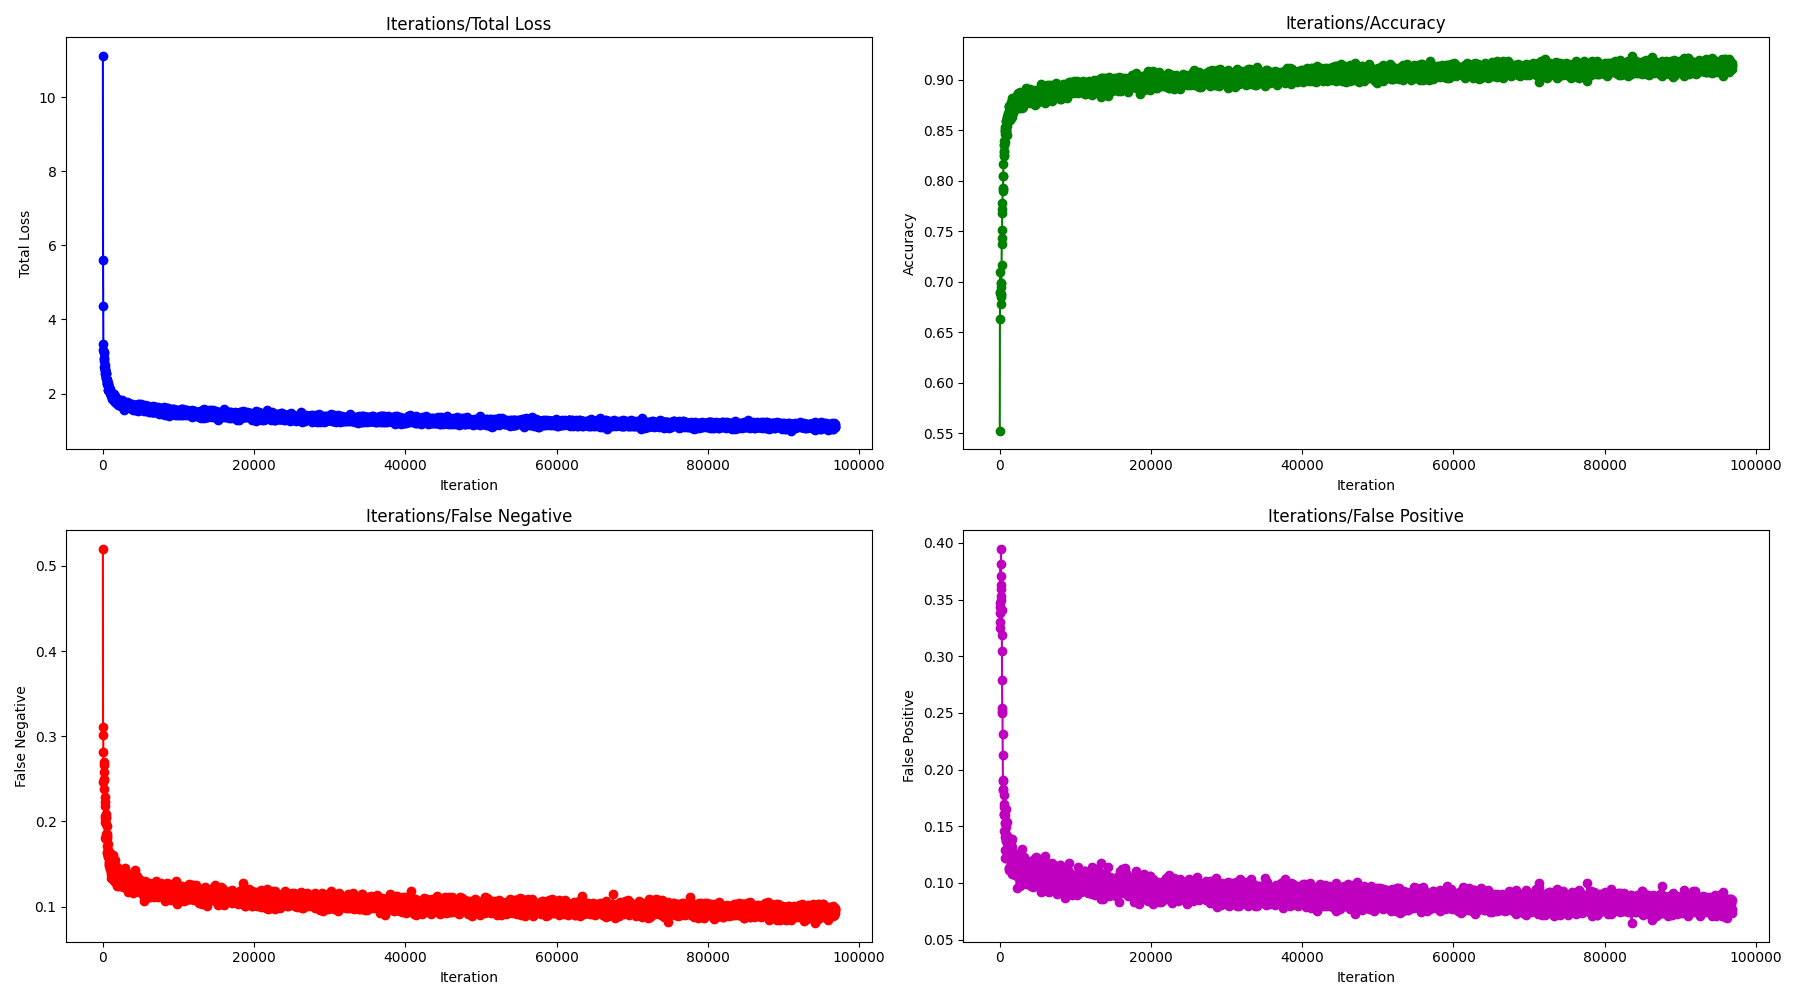 Iterations/Total Loss
Total Loss
10
8
6
4
2
0 20000 40000 60000 80000 100000
Iteration
Iterations/Accuracy
Accuracy
0.90
0.85
0.80
0.75
0.70
0.65
0.60
0.55
0 20000 40000 60000 80000 100000
Iteration
Iterations/False Negative
False Negative
0.5
0.4
0.3
0.2
0.1
0 20000 40000 60000 80000 100000
Iteration
Iterations/False Positive
False Positive
0.40
0.35
0.30
0.25
0.20
0.15
0.10
0.05
0 20000 40000 60000 80000 100000
Iteration